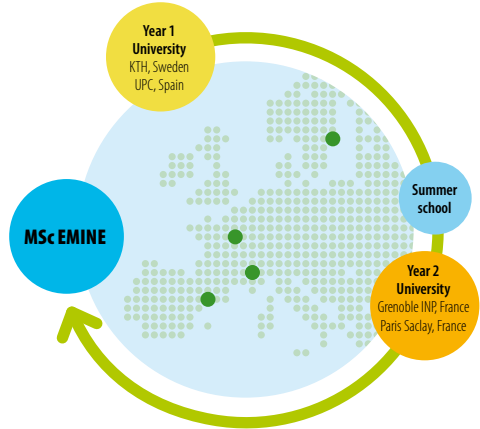 Year 1
University
KTH, Sweden
UPC, Spain
Summer
school
MSc EMINE
Year 2
University
Grenoble INP, France
Paris Saclay, France